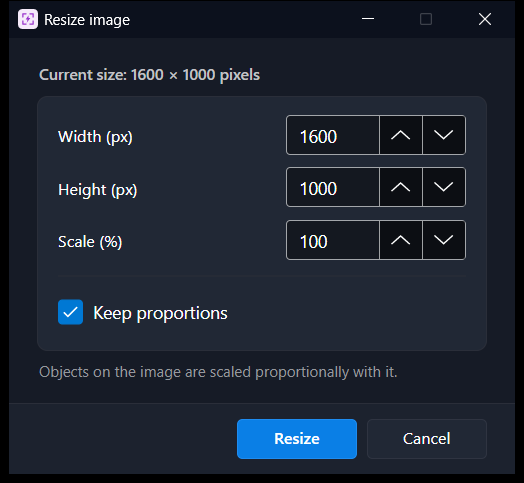 Resize image
Current size: 1600 × 1000 pixels
Width (px) 1600
Height (px) 1000
Scale (%) 100
Keep proportions
Objects on the image are scaled proportionally with it.
Resize Cancel